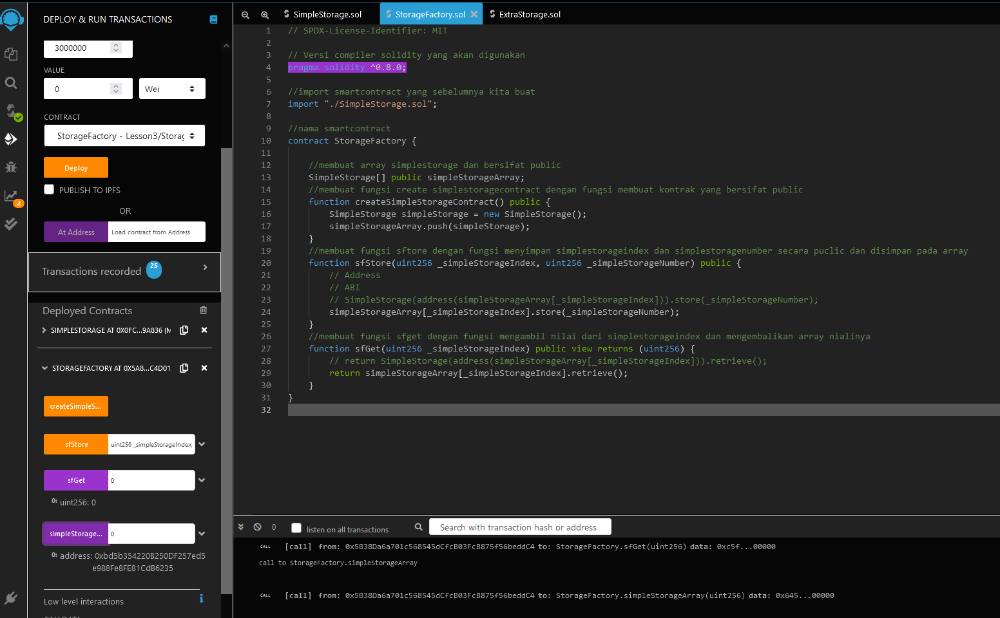 DEPLOY & RUN TRANSACTIONS
3000000
VALUE
0
Wei
CONTRACT
StorageFactory - Lesson3/Storag
Deploy
PUBLISH TO IPFS
OR
At Address
Load contract from Address
Transactions recorded 25
Deployed Contracts
SIMPLESTORAGE AT 0X0FC...9A836 (M
STORAGEFACTORY AT 0X5A8...C4D01
createSimpleS...
sfStore
uint256 _simpleStorageIndex,
sfGet
0
0: uint256: 0
simpleStorage...
0
0: address: 0xbd5b354220B250DF257ed5
e988Fe8FE81CdB6235
Low level interactions
CALLDATA
4
SimpleStorage.sol
StorageFactory.sol
ExtraStorage.sol
1 // SPDX-License-Identifier: MIT
2
3 // Versi compiler solidity yang akan digunakan
4 pragma solidity ^0.8.0;
5
6 //import smartcontract yang sebelumnya kita buat
7 import "./SimpleStorage.sol";
8
9 //nama smartcontract
10 contract StorageFactory {
11
12 //membuat array simplestorage dan bersifat public
13 SimpleStorage[] public simpleStorageArray;
14 //membuat fungsi create simplestoragecontract dengan fungsi membuat kontrak yang bersifat public
15 function createSimpleStorageContract() public {
16 SimpleStorage simpleStorage = new SimpleStorage();
17 simpleStorageArray.push(simpleStorage);
18 }
19 //membuat fungsi sftore dengan fungsi menyimpan simplestorageindex dan simplestoragenumber secara puclic dan disimpan pada array
20 function sfStore(uint256 _simpleStorageIndex, uint256 _simpleStorageNumber) public {
21 // Address
22 // ABI
23 // SimpleStorage(address(simpleStorageArray[_simpleStorageIndex])).store(_simpleStorageNumber);
24 simpleStorageArray[_simpleStorageIndex].store(_simpleStorageNumber);
25 }
26 //membuat fungsi sfget dengan fungsi mengambil nilai dari simplestorageindex dan mengembalikan array nialinya
27 function sfGet(uint256 _simpleStorageIndex) public view returns (uint256) {
28 // return SimpleStorage(address(simpleStorageArray[_simpleStorageIndex])).retrieve();
29 return simpleStorageArray[_simpleStorageIndex].retrieve();
30 }
31 }
32
0
listen on all transactions
Search with transaction hash or address
CALL [call] from: 0x5B38Da6a701c568545dCfcB03FcB875f56beddC4 to: StorageFactory.sfGet(uint256) data: 0xc5f...00000
call to StorageFactory.simpleStorageArray
CALL [call] from: 0x5B38Da6a701c568545dCfcB03FcB875f56beddC4 to: StorageFactory.simpleStorageArray(uint256) data: 0x645...00000